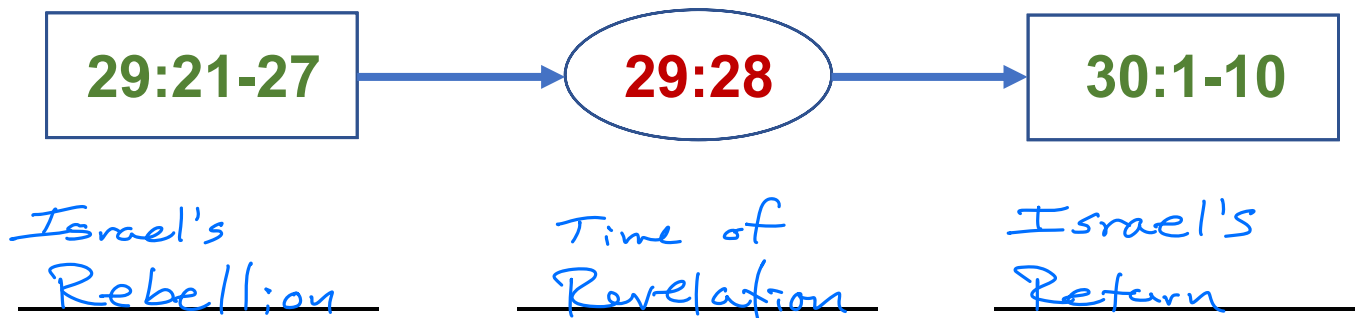 29:21-27
29:28
30:1-10
Israel's
Rebellion
Time of
Revelation
Israel's
Return